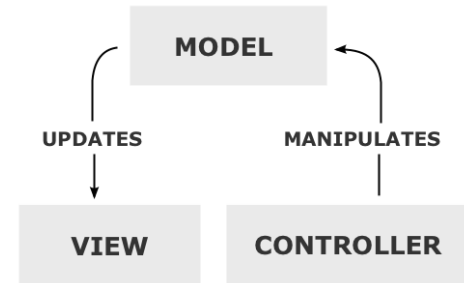 MODEL
UPDATES
MANIPULATES
VIEW
CONTROLLER